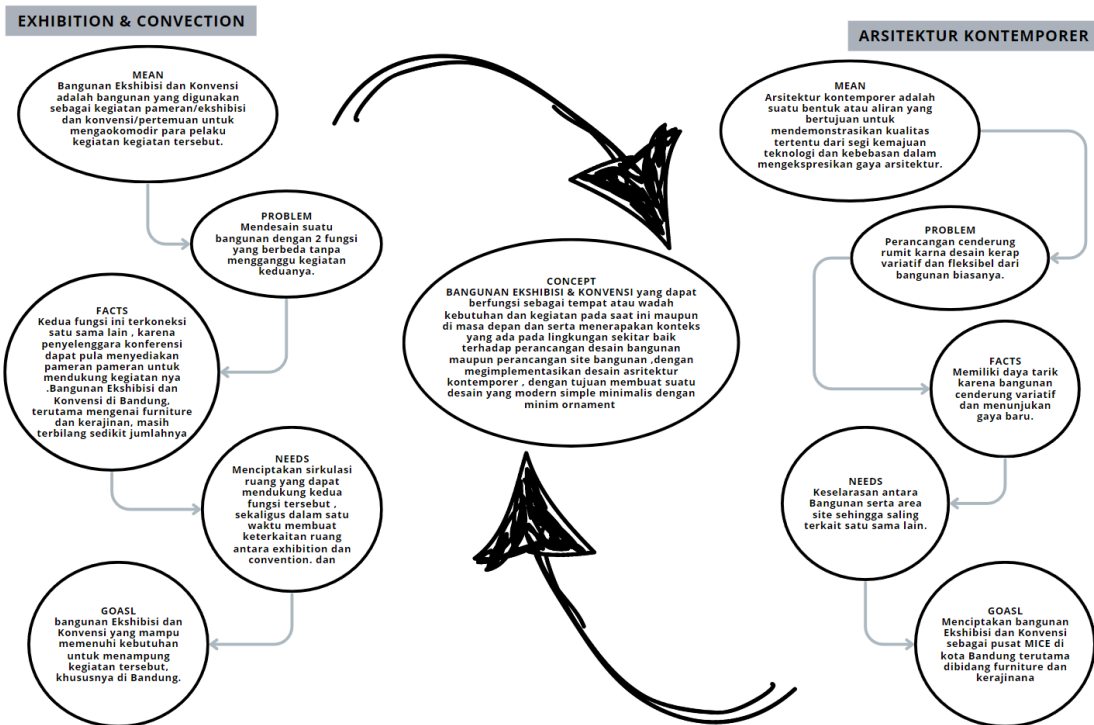 EXHIBITION & CONVECTION
MEAN
Bangunan Ekshibisi dan Konvensi
adalah bangunan yang digunakan
sebagai kegiatan pameran/ekshibisi
dan konvensi/pertemuan untuk
mengaokomodir para pelaku
kegiatan kegiatan tersebut.
PROBLEM
Mendesain suatu
bangunan dengan 2 fungsi
yang berbeda tanpa
mengganggu kegiatan
keduanya.
FACTS
Kedua fungsi ini terkoneksi
satu sama lain , karena
penyelenggara konferensi
dapat pula menyediakan
pameran pameran untuk
mendukung kegiatan nya
.Bangunan Ekshibisi dan
Konvensi di Bandung,
terutama mengenai furniture
dan kerajinan, masih
terbilang sedikit jumlahnya
NEEDS
Menciptakan sirkulasi
ruang yang dapat
mendukung kedua
fungsi tersebut ,
sekaligus dalam satu
waktu membuat
keterkaitan ruang
antara exhibition dan
convention. dan
GOASL
bangunan Ekshibisi dan
Konvensi yang mampu
memenuhi kebutuhan
untuk menampung
kegiatan tersebut,
khususnya di Bandung.
CONCEPT
BANGUNAN EKSHIBISI & KONVENSI yang dapat
berfungsi sebagai tempat atau wadah
kebutuhan dan kegiatan pada saat ini maupun
di masa depan dan serta menerapakan konteks
yang ada pada lingkungan sekitar baik
terhadap perancangan desain bangunan
maupun perancangan site bangunan ,dengan
megimplementasikan desain asritektur
kontemporer , dengan tujuan membuat suatu
desain yang modern simple minimalis dengan
minim ornament
ARSITEKTUR KONTEMPORER
MEAN
Arsitektur kontemporer adalah
suatu bentuk atau aliran yang
bertujuan untuk
mendemonstrasikan kualitas
tertentu dari segi kemajuan
teknologi dan kebebasan dalam
mengekspresikan gaya arsitektur.
PROBLEM
Perancangan cenderung
rumit karna desain kerap
variatif dan fleksibel dari
bangunan biasanya.
FACTS
Memiliki daya tarik
karena bangunan
cenderung variatif
dan menunjukan
gaya baru.
NEEDS
Keselarasan antara
Bangunan serta area
site sehingga saling
terkait satu sama lain.
GOASL
Menciptakan bangunan
Ekshibisi dan Konvensi
sebagai pusat MICE di
kota Bandung terutama
dibidang furniture dan
kerajinana